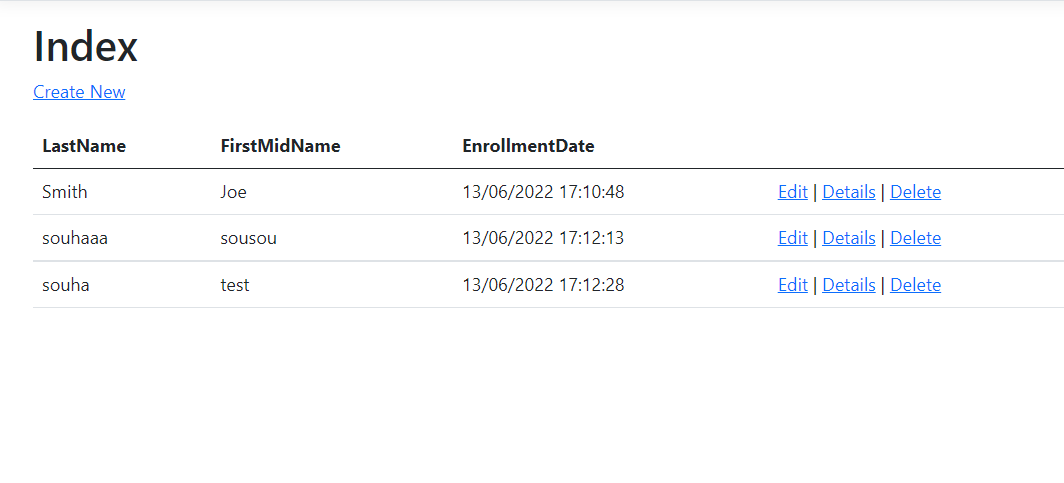 Index
Create New
LastName FirstMidName EnrollmentDate
Smith Joe 13/06/2022 17:10:48 Edit | Details | Delete
souhaaa sousou 13/06/2022 17:12:13 Edit | Details | Delete
souha test 13/06/2022 17:12:28 Edit | Details | Delete